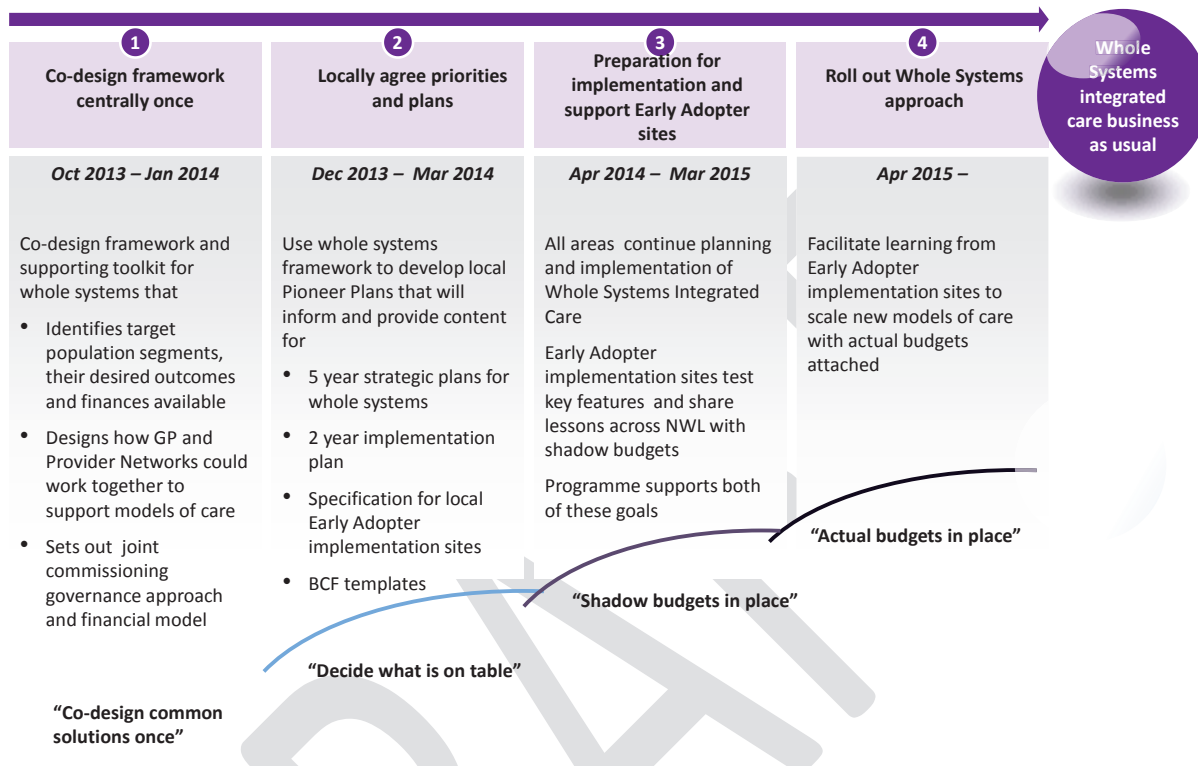 1
Co-design framework
centrally once
2
Locally agree priorities
and plans
3
Preparation for
implementation and
support Early Adopter
sites
4
Roll out Whole Systems
approach
Whole
Systems
integrated
care business
as usual
Oct 2013 – Jan 2014
Co-design framework and
supporting toolkit for
whole systems that
• Identifies target
population segments,
their desired outcomes
and finances available
• Designs how GP and
Provider Networks could
work together to
support models of care
• Sets out joint
commissioning
governance approach
and financial model
Dec 2013 – Mar 2014
Use whole systems
framework to develop local
Pioneer Plans that will
inform and provide content
for
• 5 year strategic plans for
whole systems
• 2 year implementation
plan
• Specification for local
Early Adopter
implementation sites
• BCF templates
Apr 2014 – Mar 2015
All areas continue planning
and implementation of
Whole Systems Integrated
Care
Early Adopter
implementation sites test
key features and share
lessons across NWL with
shadow budgets
Programme supports both
of these goals
Apr 2015 –
Facilitate learning from
Early Adopter
implementation sites to
scale new models of care
with actual budgets
attached
“Co-design common
solutions once”
“Decide what is on table”
“Shadow budgets in place”
“Actual budgets in place”